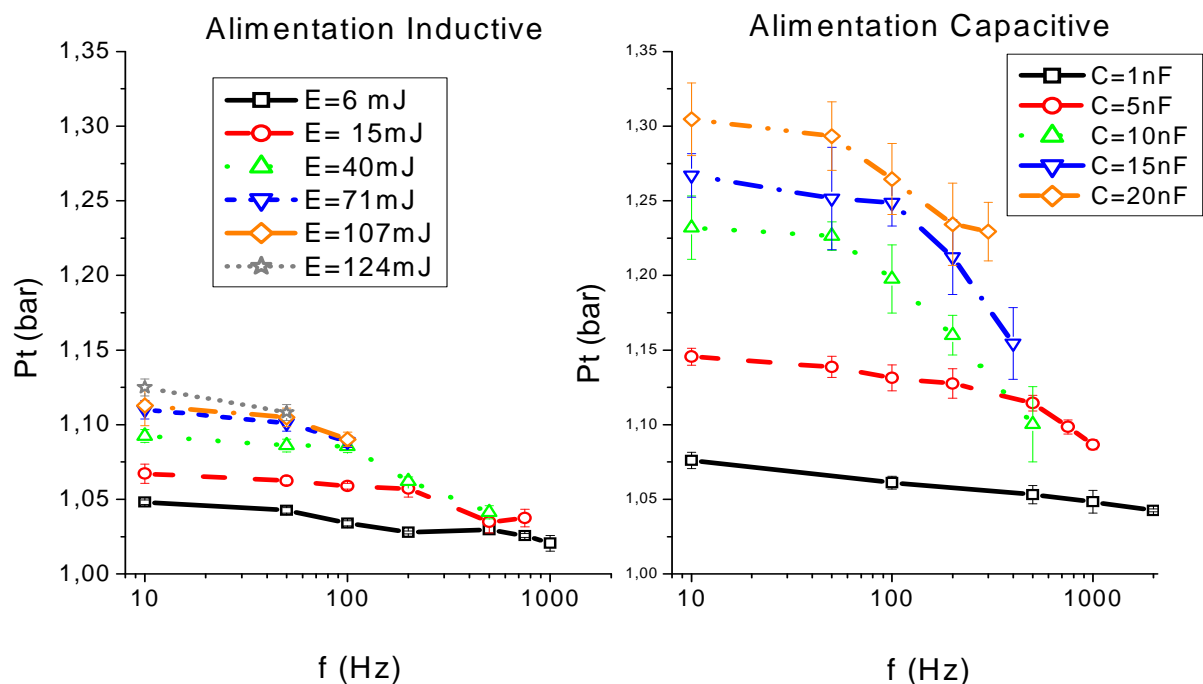 Alimentation Inductive
1,35
1,30
1,25
1,20
1,15
1,10
1,05
1,00
Pt (bar)
E=6 mJ
E= 15mJ
E=40mJ
E=71mJ
E=107mJ
E=124mJ
10
100
1000
f (Hz)
Alimentation Capacitive
1,35
1,30
1,25
1,20
1,15
1,10
1,05
1,00
Pt (bar)
C=1nF
C=5nF
C=10nF
C=15nF
C=20nF
10
100
1000
f (Hz)